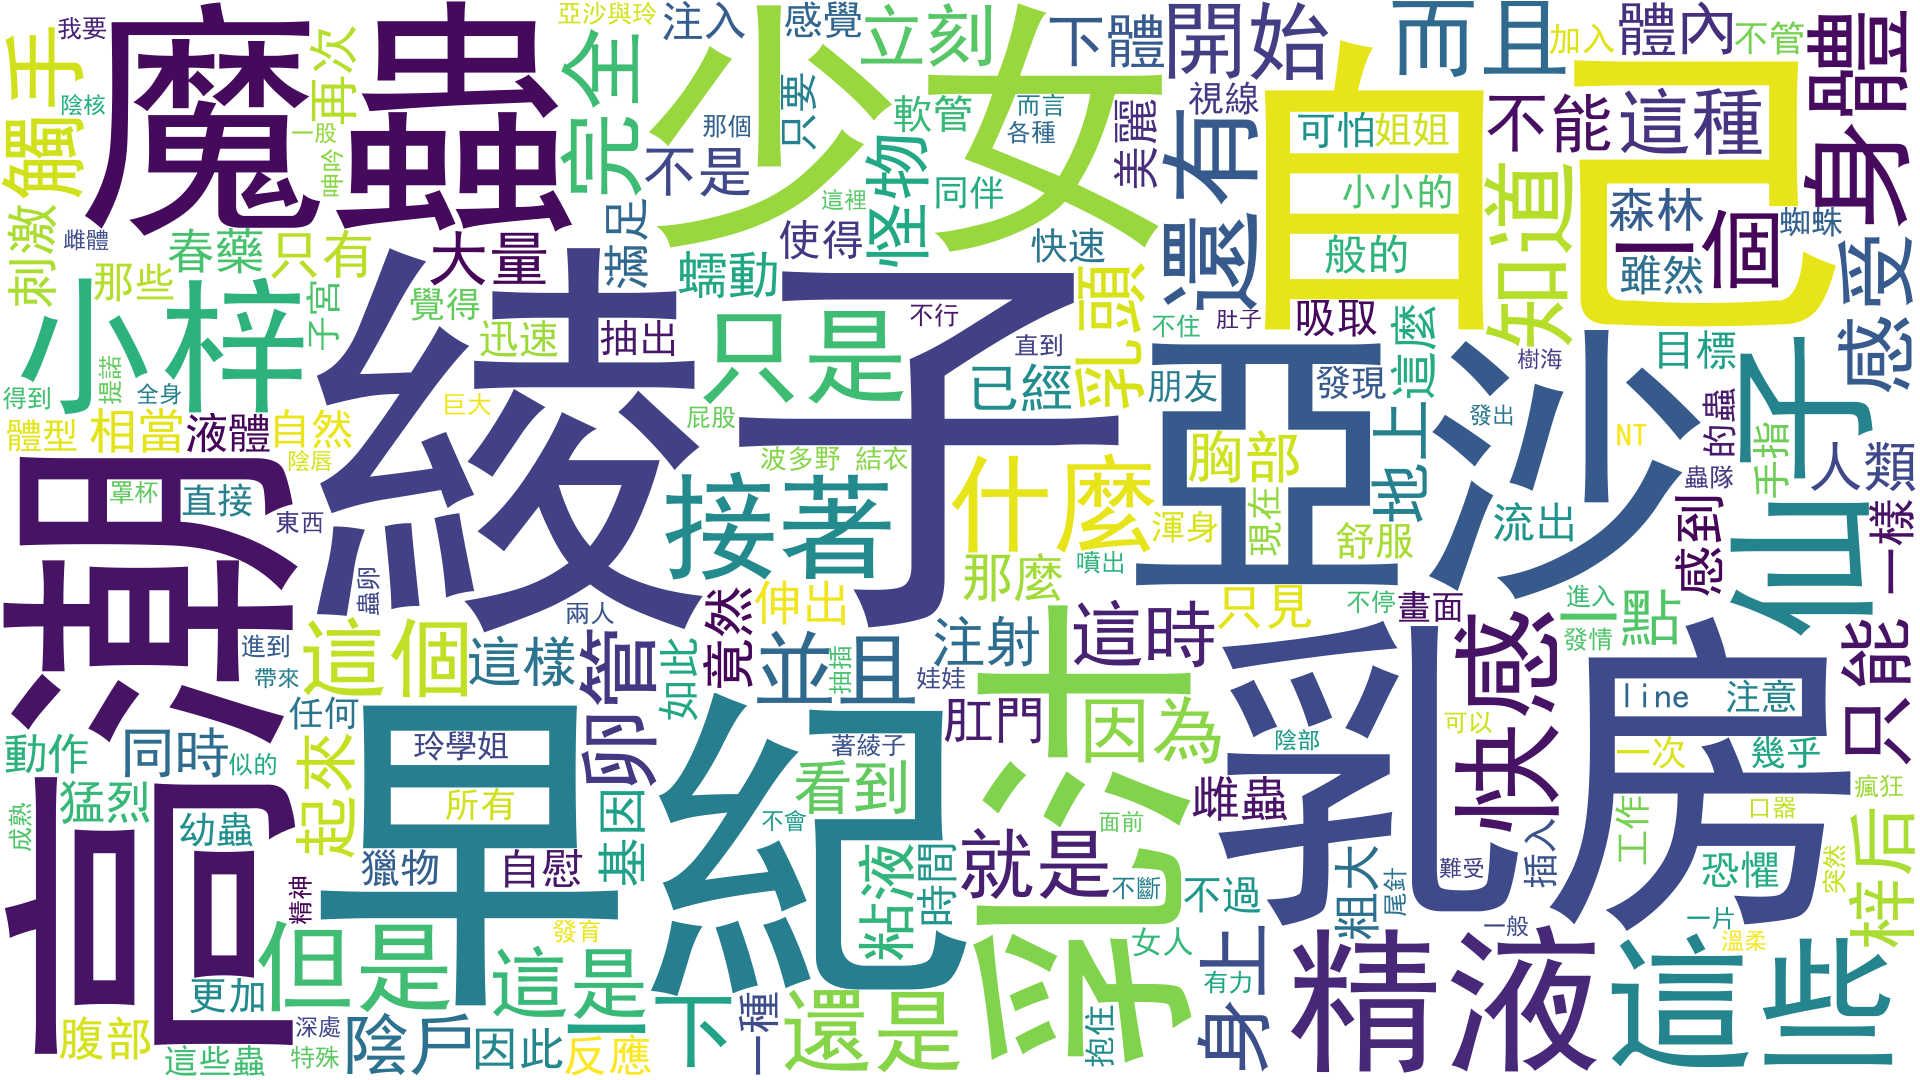 魔蟲
少女
自己
綾子
高潮
早紀
亞沙
乳房
乳汁
小梓
仙子
精液
這些
快感
身體
感受
知道
還有
而且
開始
立刻
下體
體內
不能
這種
一個
森林
蜘蛛
雖然
不管
加入
視線
可怕
姐姐
小小的
般的
吸取
肚子
美麗
各種
而言
軟管
同伴
快速
怪物
使得
這裡
不是
那個
只要
感覺
注入
亞沙與玲
完全
再次
一股
呻吟
我要
觸手
陰核
刺激
雌體
春藥
只有
大量
滿足
蠕動
那些
子宮
覺得
迅速
抽出
不行
直到
不住
只是
乳頭
這麼
已經
朋友
發現
地上
樹海
目標
發出
的蟲
手指
人類
NT
蟲隊
感到
一樣
只能
一點
進入
發情
畫面
不停
只見
流出
舒服
現在
渾身
胸部
什麼
那麼
噴出
接著
波多野 結衣
屁股
巨大
得到
提諾
全身
體型
相當
液體
自然
陰唇
罩杯
直接
東西
蟲卵
兩人
伸出
竟然
注射
這時
因為
肛門
娃娃
並且
抽插
如此
卵管
這樣
這個
進到
帶來
任何
起來
玲學姐
所有
同時
似的
動作
猛烈
成熟
幼蟲
獵物
自慰
精神
基因
看到
著綾子
不會
面前
就是
雌蟲
陰部
可以
line
注意
一次
幾乎
口器
瘋狂
工作
插入
恐懼
突然
梓后
難受
粗大
尾針
不過
不斷
時間
粘液
女人
有力
抱住
身上
一般
一片
溫柔
但是
這是
發育
更加
深處
腹部
這些蟲
特殊
陰戶
因此
反應
一下
一種
還是